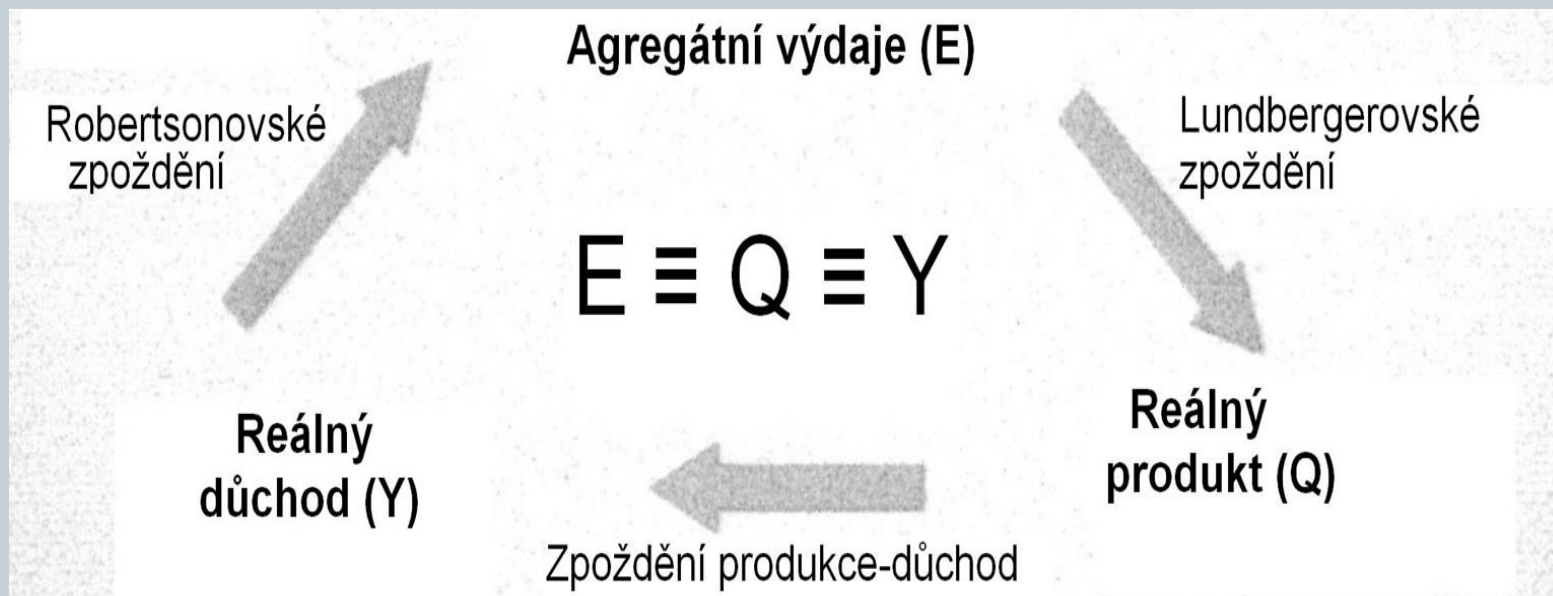 Agregátní výdaje (E)
Robertsonovské
zpoždění
Lundbergerovské
zpoždění
E ≡ Q ≡ Y
Reálný
důchod (Y)
Reálný
produkt (Q)
Zpoždění produkce-důchod